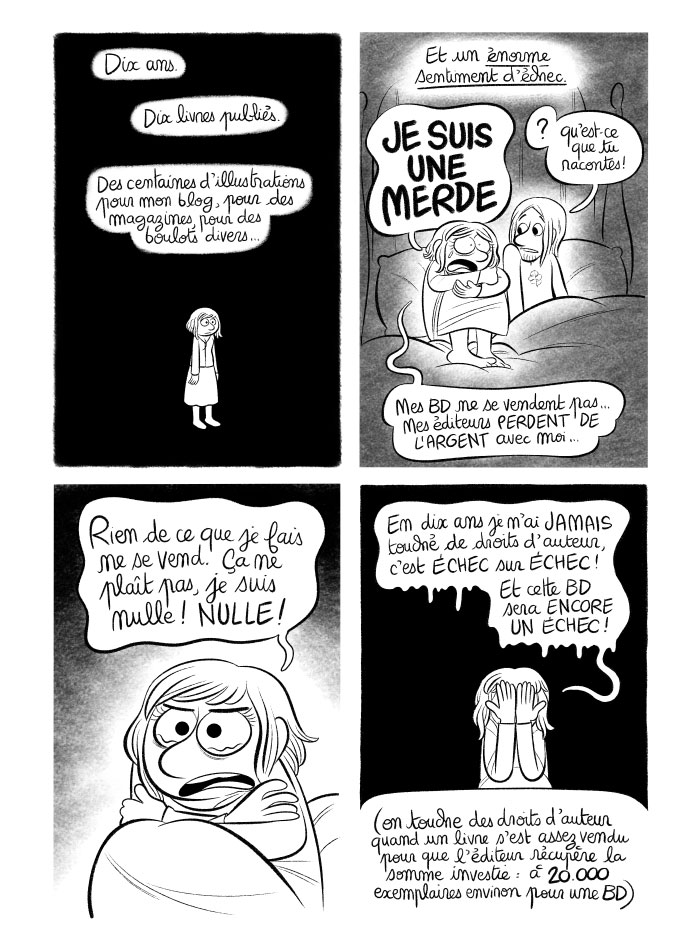 Dix ans.
Dix livres publiés.
Des centaines d'illustrations
pour mon blog, pour des
magazines, pour des
boulots divers...
Et un énorme
sentiment d'échec.
JE SUIS
UNE
MERDE
? qu'est-ce
que tu
racontes!
Mes BD ne se vendent pas...
Mes éditeurs PERDENT DE
L'ARGENT avec moi...
Rien de ce que je fais
ne se vend. Ça ne
plaît pas, je suis
nulle! NULLE!
En dix ans je n'ai JAMAIS
touché de droits d'auteur,
c'est ÉCHEC sur ÉCHEC!
Et cette BD
sera ENCORE
UN ÉCHEC!
(on touche des droits d'auteur
quand un livre s'est assez vendu
pour que l'éditeur récupère la
somme investie : à 20.000
exemplaires environ pour une BD)